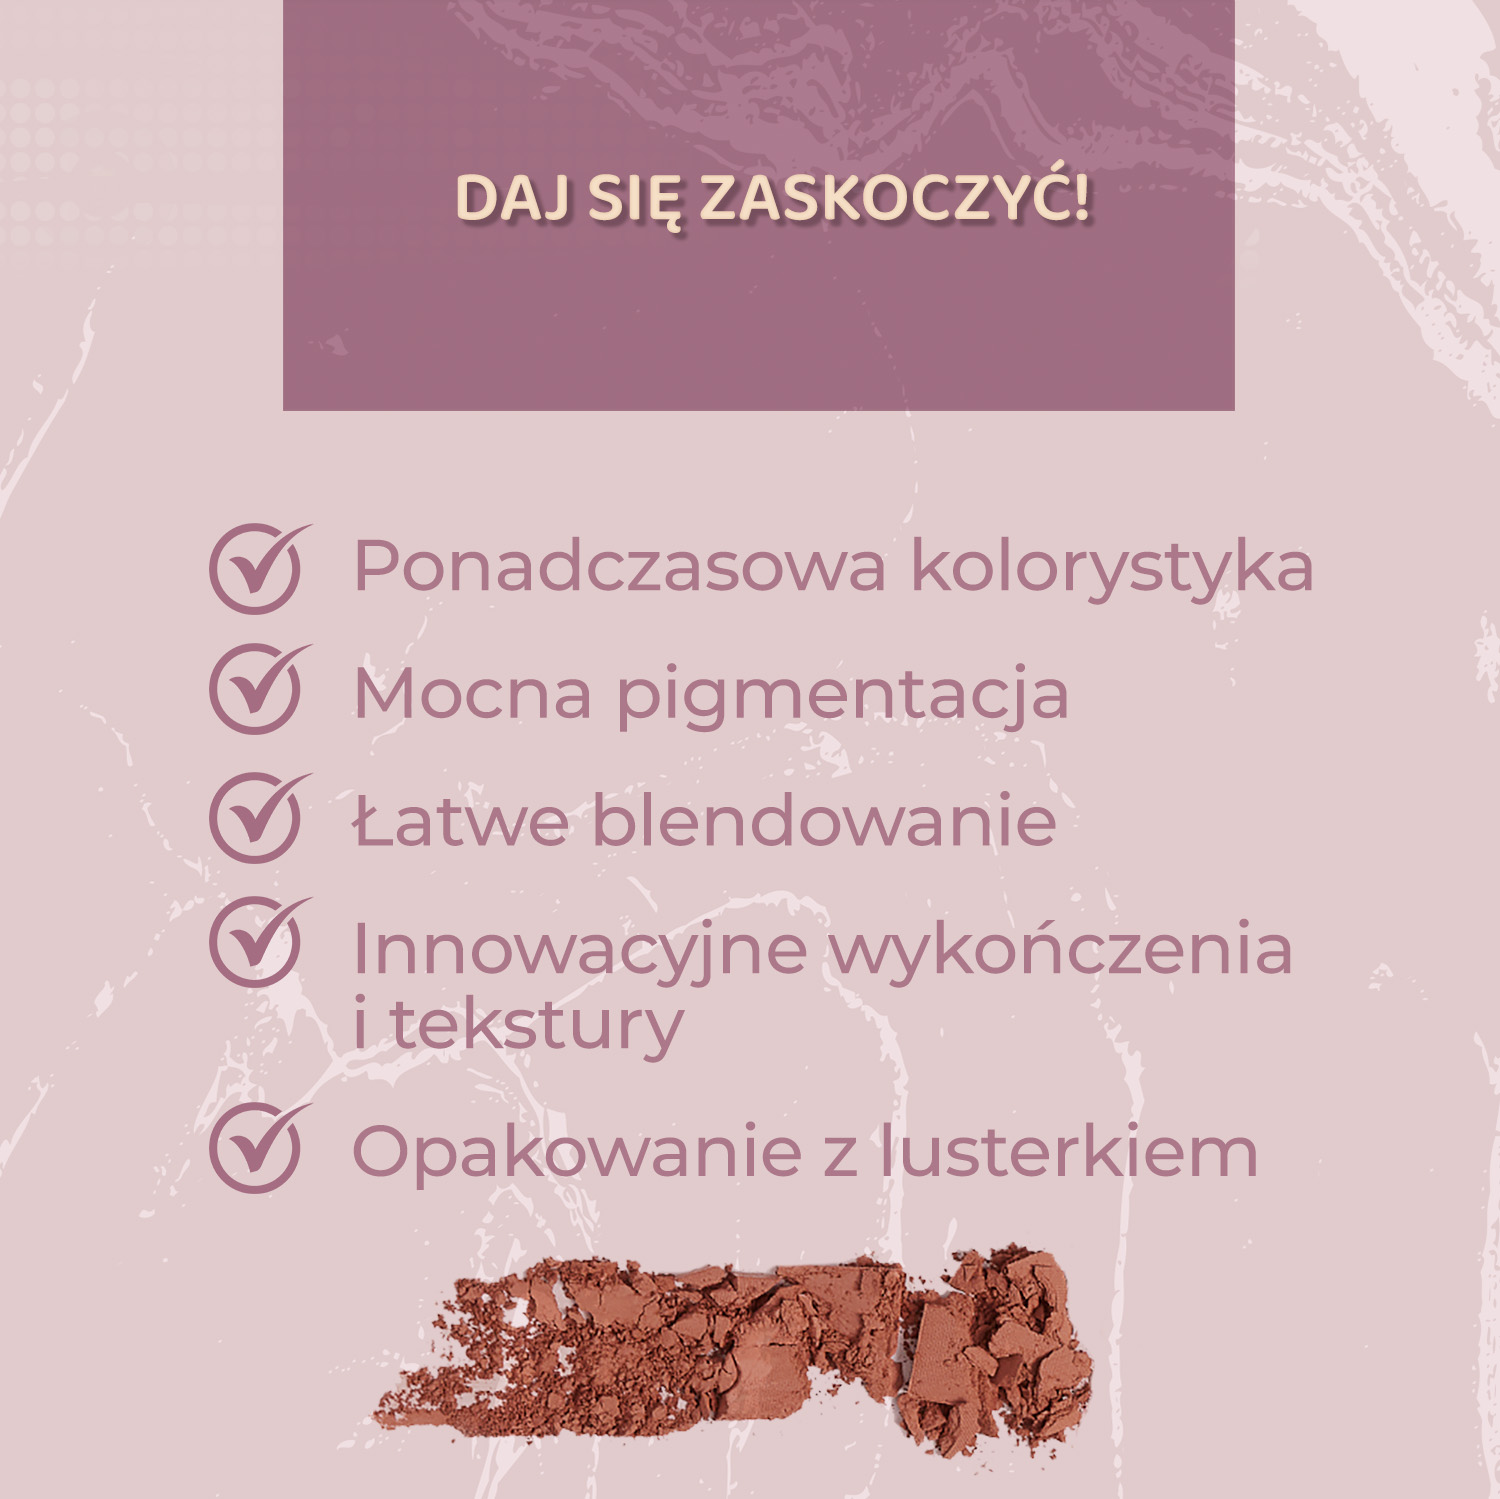 DAJ SIĘ ZASKOCZYĆ!
Ponadczasowa kolorystyka
Mocna pigmentacja
Łatwe blendowanie
Innowacyjne wykończenia
i tekstury
Opakowanie z lusterkiem